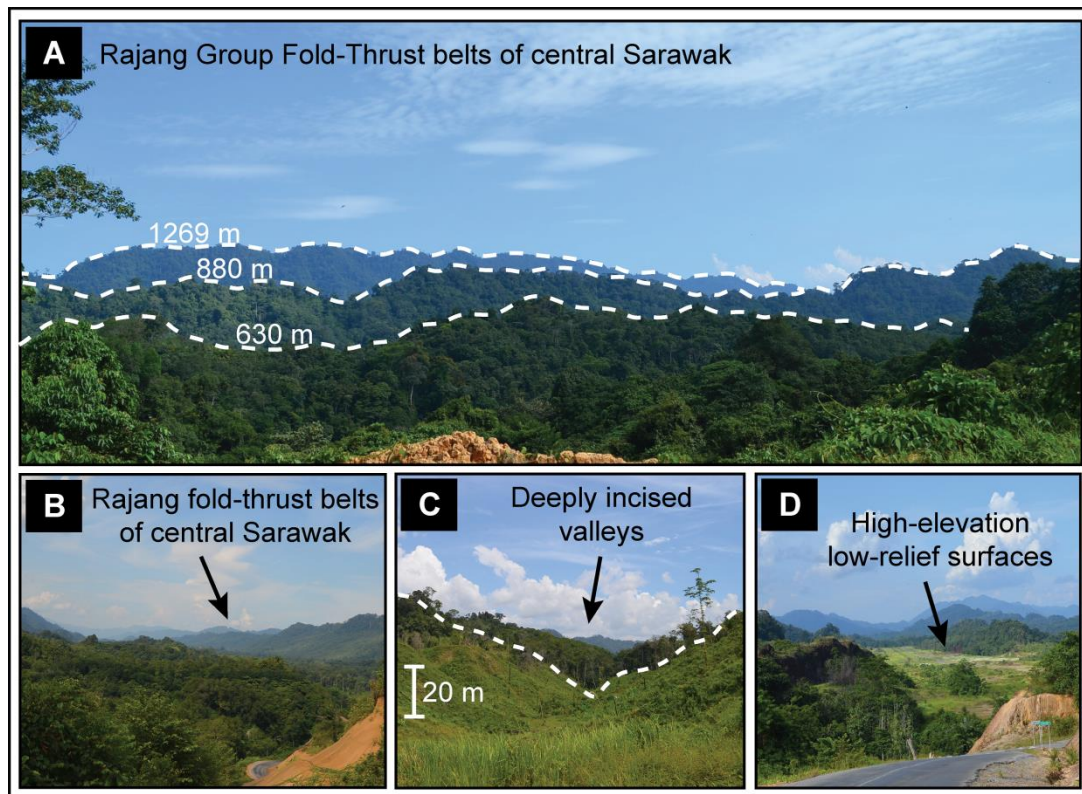 A Rajang Group Fold-Thrust belts of central Sarawak
1269 m
880 m
630 m
B Rajang fold-thrust belts
of central Sarawak
C Deeply incised
valleys
20 m
D High-elevation
low-relief surfaces